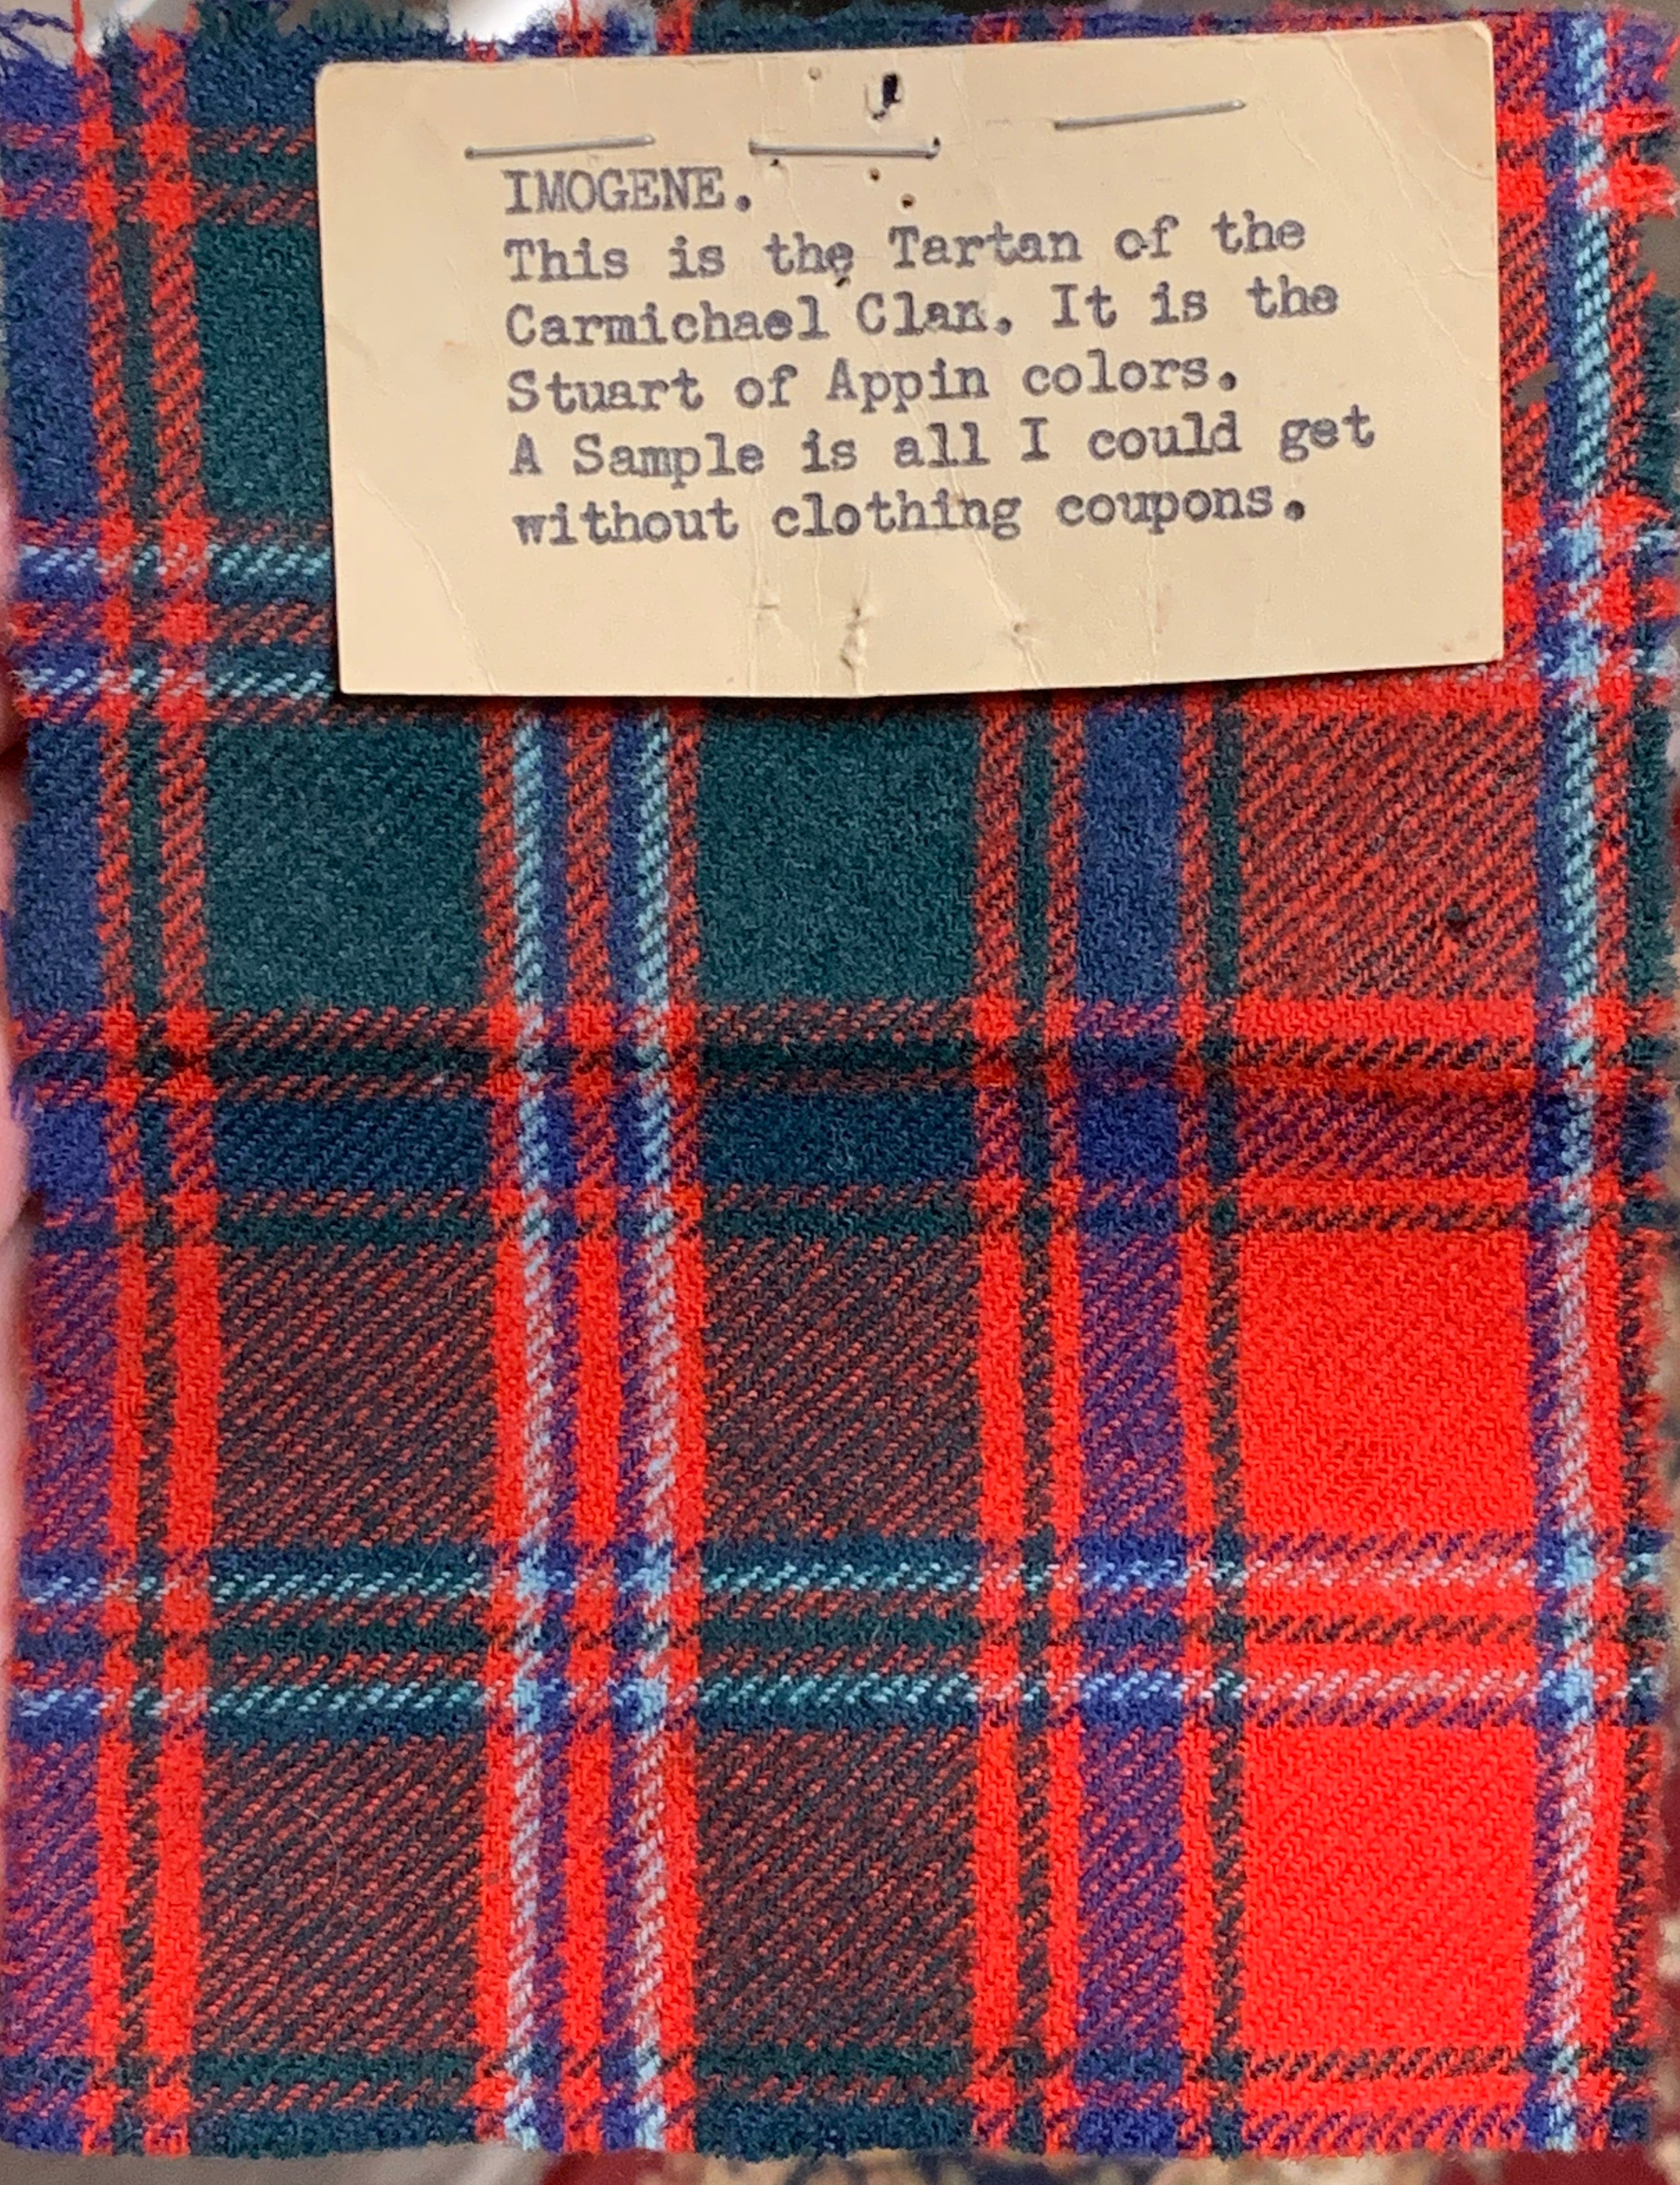 IMOGENE.
This is the Tartan of the
Carmichael Clan. It is the
Stuart of Appin colors.
A Sample is all I could get
without clothing coupons.